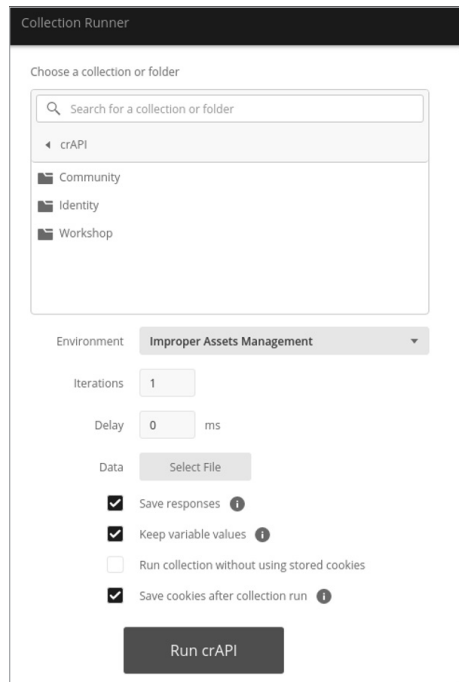 Collection Runner
Choose a collection or folder
Search for a collection or folder
crAPI
Community
Identity
Workshop
Environment Improper Assets Management
Iterations 1
Delay 0 ms
Data Select File
Save responses
Keep variable values
Run collection without using stored cookies
Save cookies after collection run
Run crAPI